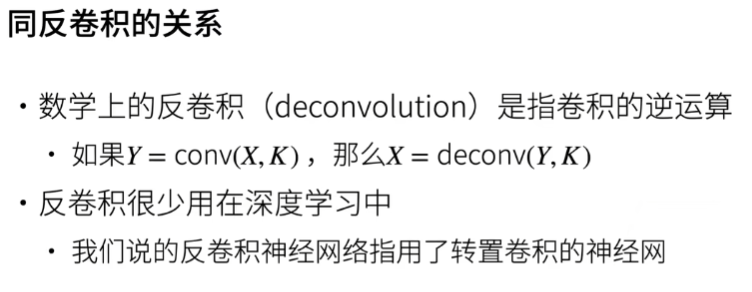 同反卷积的关系
• 数学上的反卷积（deconvolution）是指卷积的逆运算
• 如果Y = conv(X, K) ，那么X = deconv(Y, K)
• 反卷积很少用在深度学习中
• 我们说的反卷积神经网络指用了转置卷积的神经网